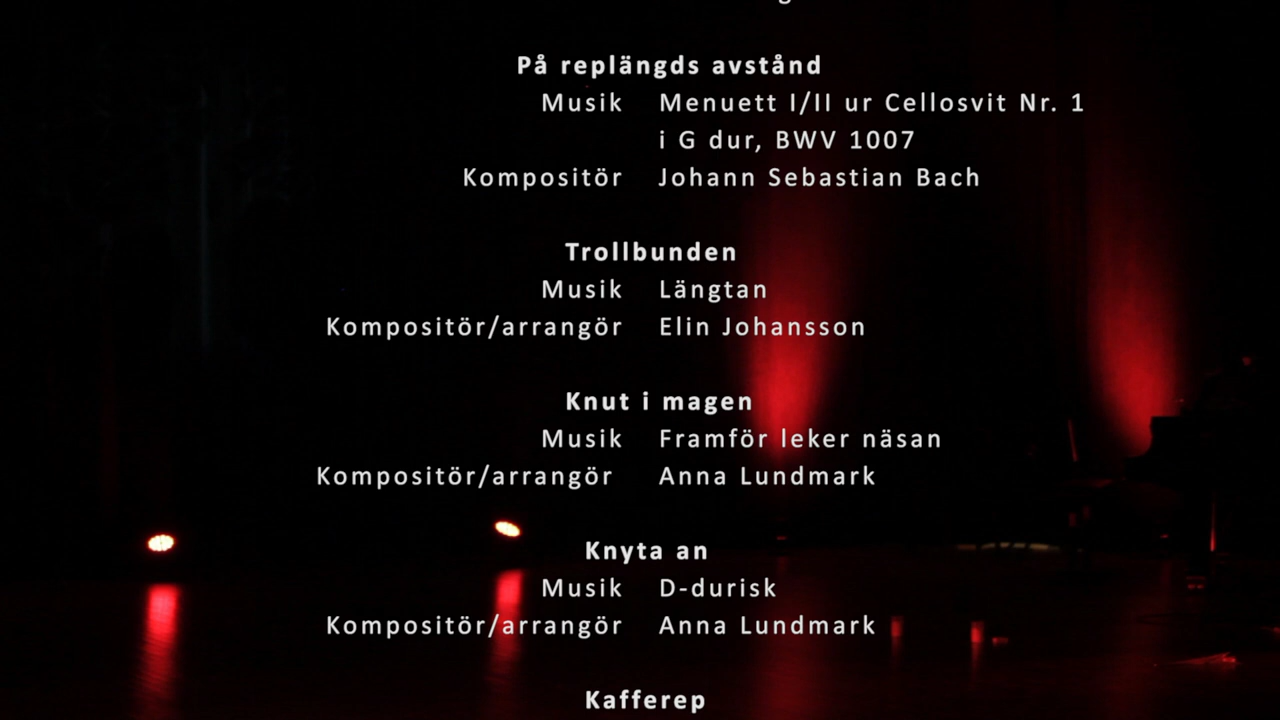 På replängds avstånd
Musik Menuett I/II ur Cellosvit Nr. 1
i G dur, BWV 1007
Kompositör Johann Sebastian Bach
Trollbunden
Musik Längtan
Kompositör/arrangör Elin Johansson
Knut i magen
Musik Framför leker näsan
Kompositör/arrangör Anna Lundmark
Knyta an
Musik D-durisk
Kompositör/arrangör Anna Lundmark
Kafferep